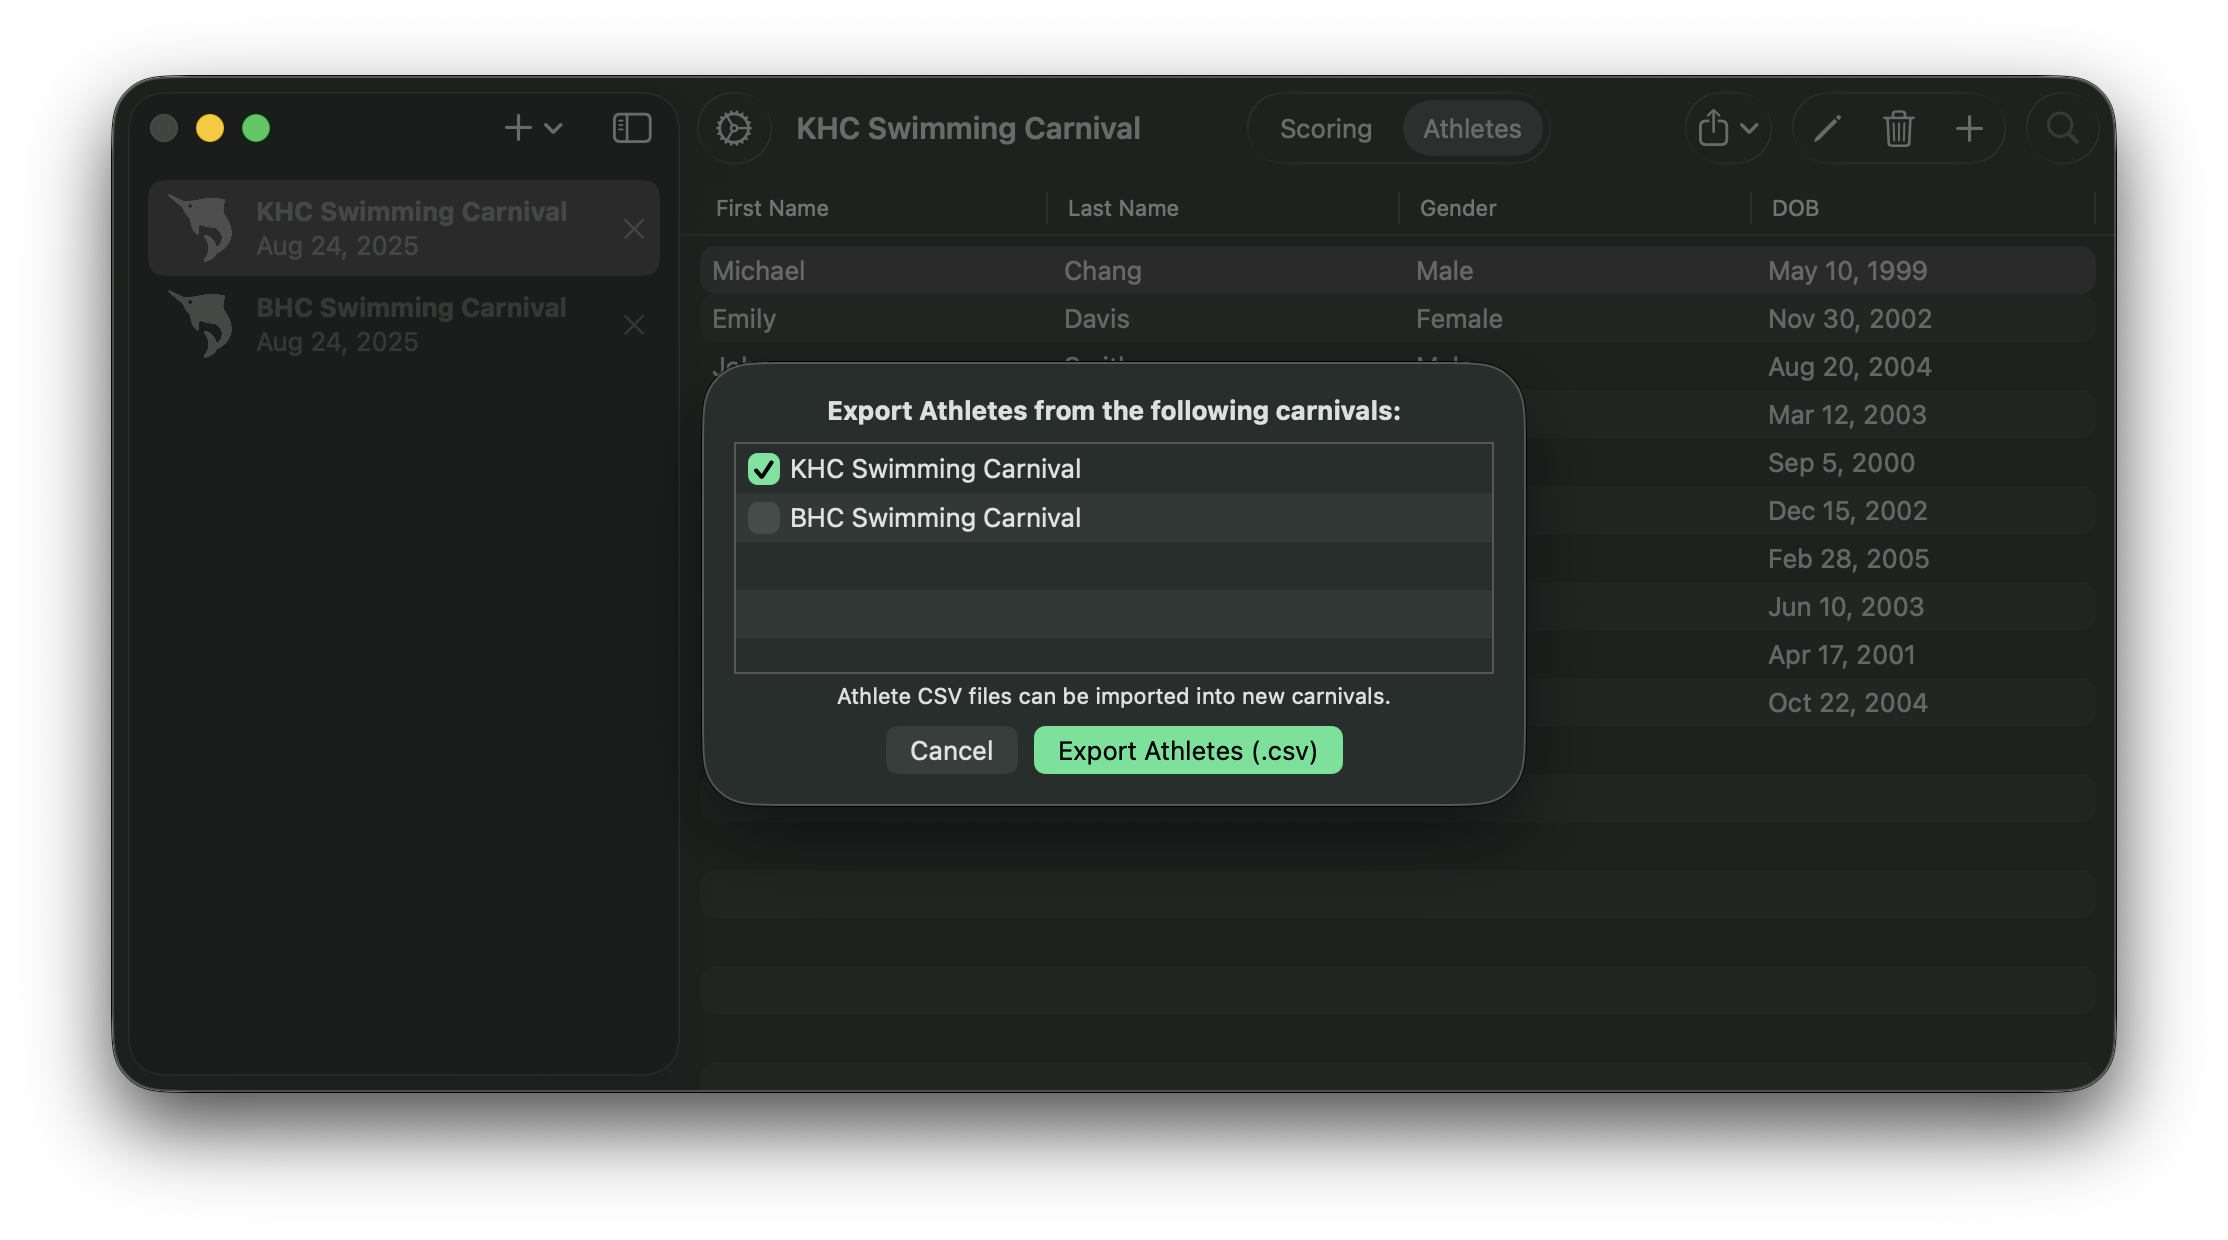 KHC Swimming Carnival
Aug 24, 2025
BHC Swimming Carnival
Aug 24, 2025
KHC Swimming Carnival
Scoring
Athletes
First Name Last Name Gender DOB
Michael Chang Male May 10, 1999
Emily Davis Female Nov 30, 2002
Aug 20, 2004
Mar 12, 2003
Sep 5, 2000
Dec 15, 2002
Feb 28, 2005
Jun 10, 2003
Apr 17, 2001
Oct 22, 2004
Export Athletes from the following carnivals:
KHC Swimming Carnival
BHC Swimming Carnival
Athlete CSV files can be imported into new carnivals.
Cancel
Export Athletes (.csv)